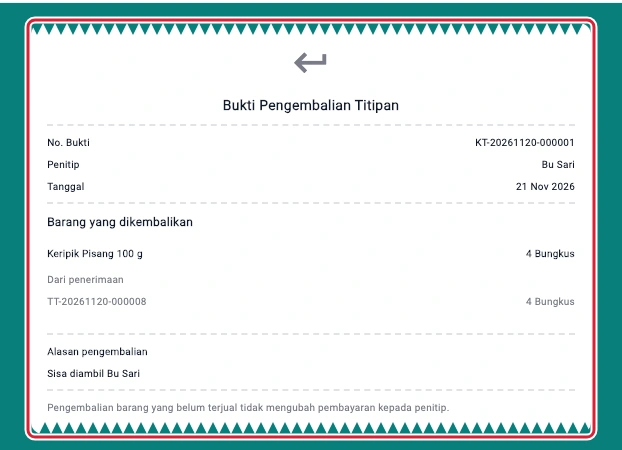 Bukti Pengembalian Titipan
No. Bukti KT-20261120-000001
Penitip Bu Sari
Tanggal 21 Nov 2026
Barang yang dikembalikan
Keripik Pisang 100 g 4 Bungkus
Dari penerimaan
TT-20261120-000008 4 Bungkus
Alasan pengembalian
Sisa diambil Bu Sari
Pengembalian barang yang belum terjual tidak mengubah pembayaran kepada penitip.